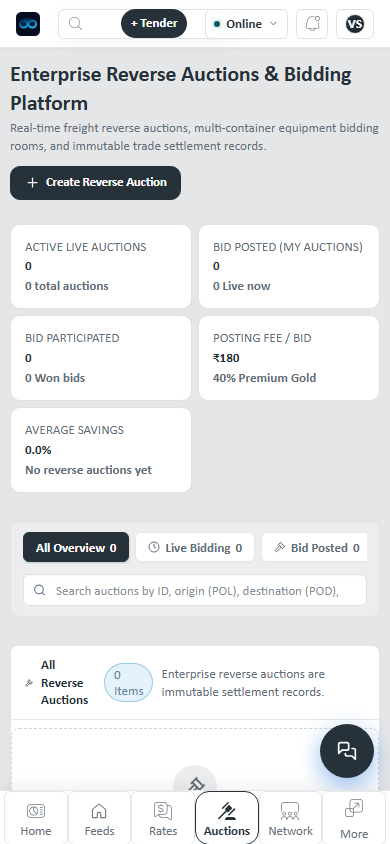 + Tender
Online
VS
Enterprise Reverse Auctions & Bidding
Platform
Real-time freight reverse auctions, multi-container equipment bidding
rooms, and immutable trade settlement records.
+ Create Reverse Auction
ACTIVE LIVE AUCTIONS
0
0 total auctions
BID POSTED (MY AUCTIONS)
0
0 Live now
BID PARTICIPATED
0
0 Won bids
POSTING FEE / BID
₹180
40% Premium Gold
AVERAGE SAVINGS
0.0%
No reverse auctions yet
All Overview 0
Live Bidding 0
Bid Posted 0
Search auctions by ID, origin (POL), destination (POD),
All
Reverse
Auctions
0
Items
Enterprise reverse auctions are
immutable settlement records.
Home
Feeds
Rates
Auctions
Network
More